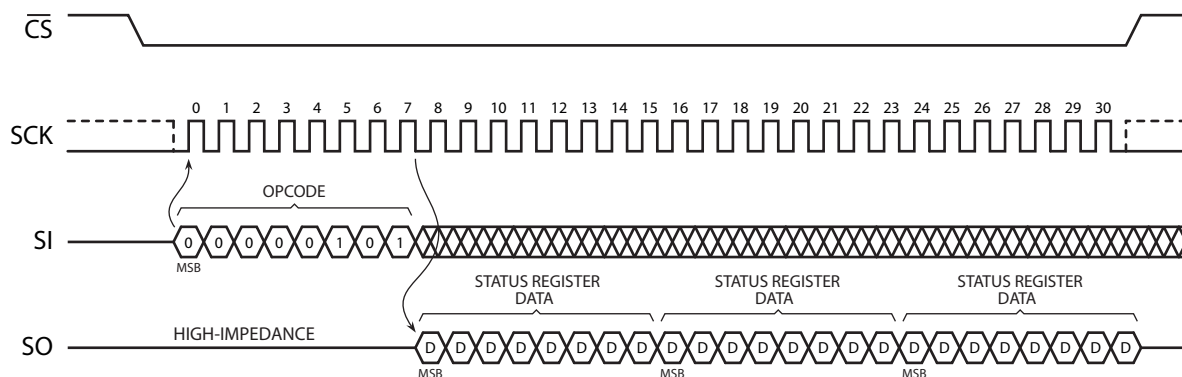 C̅S̅
0 1 2 3 4 5 6 7 8 9 10 11 12 13 14 15 16 17 18 19 20 21 22 23 24 25 26 27 28 29 30
SCK
OPCODE
SI
0 0 0 0 0 1 0 1
MSB
STATUS REGISTER
DATA
STATUS REGISTER
DATA
STATUS REGISTER
DATA
HIGH-IMPEDANCE
SO
D D D D D D D D D D D D D D D D D D D D D D D D
MSB MSB MSB